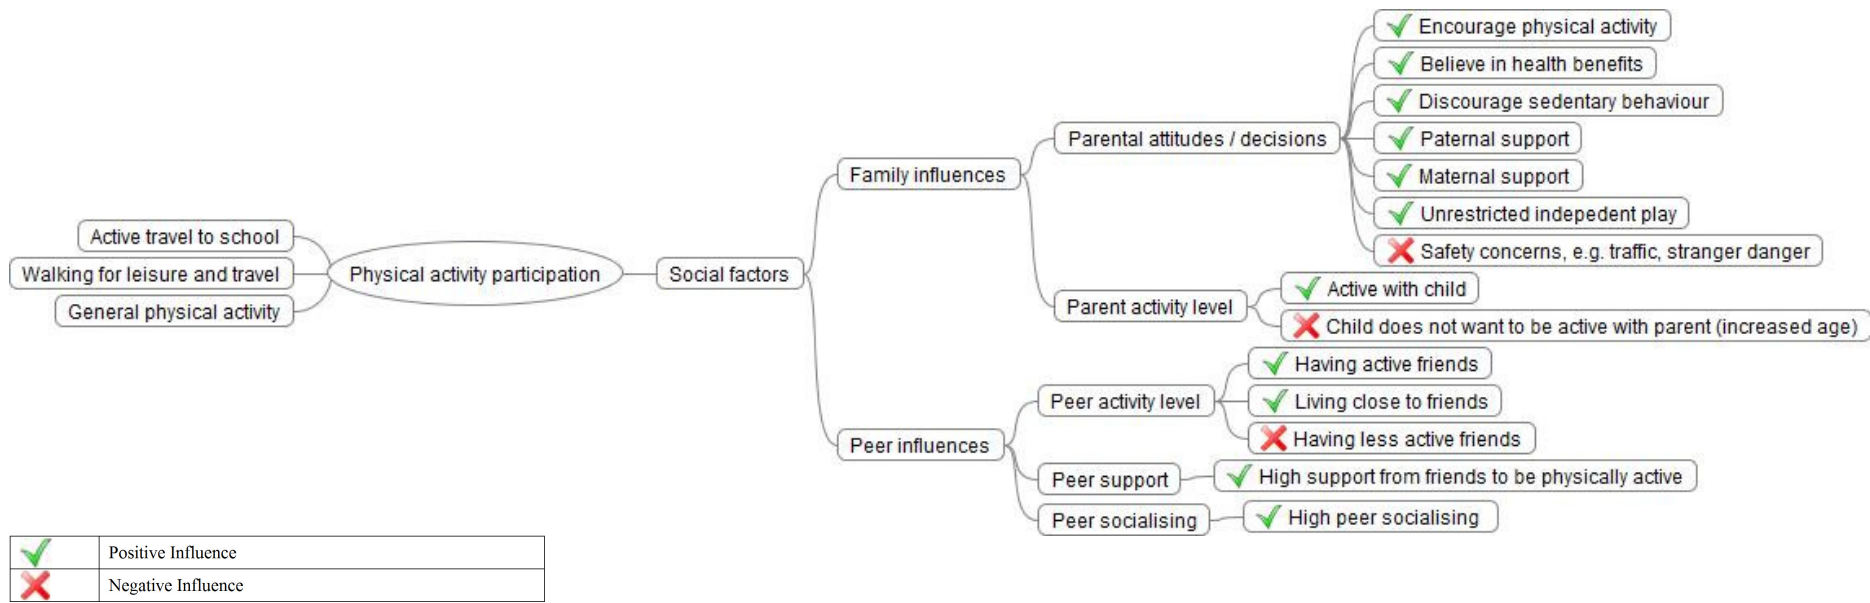 Active travel to school
Walking for leisure and travel
General physical activity
Physical activity participation
Social factors
Family influences
Parental attitudes / decisions
Encourage physical activity
Believe in health benefits
Discourage sedentary behaviour
Paternal support
Maternal support
Unrestricted indepedent play
Safety concerns, e.g. traffic, stranger danger
Parent activity level
Active with child
Child does not want to be active with parent (increased age)
Peer influences
Peer activity level
Having active friends
Living close to friends
Having less active friends
Peer support
High support from friends to be physically active
Peer socialising
High peer socialising
Positive Influence
Negative Influence